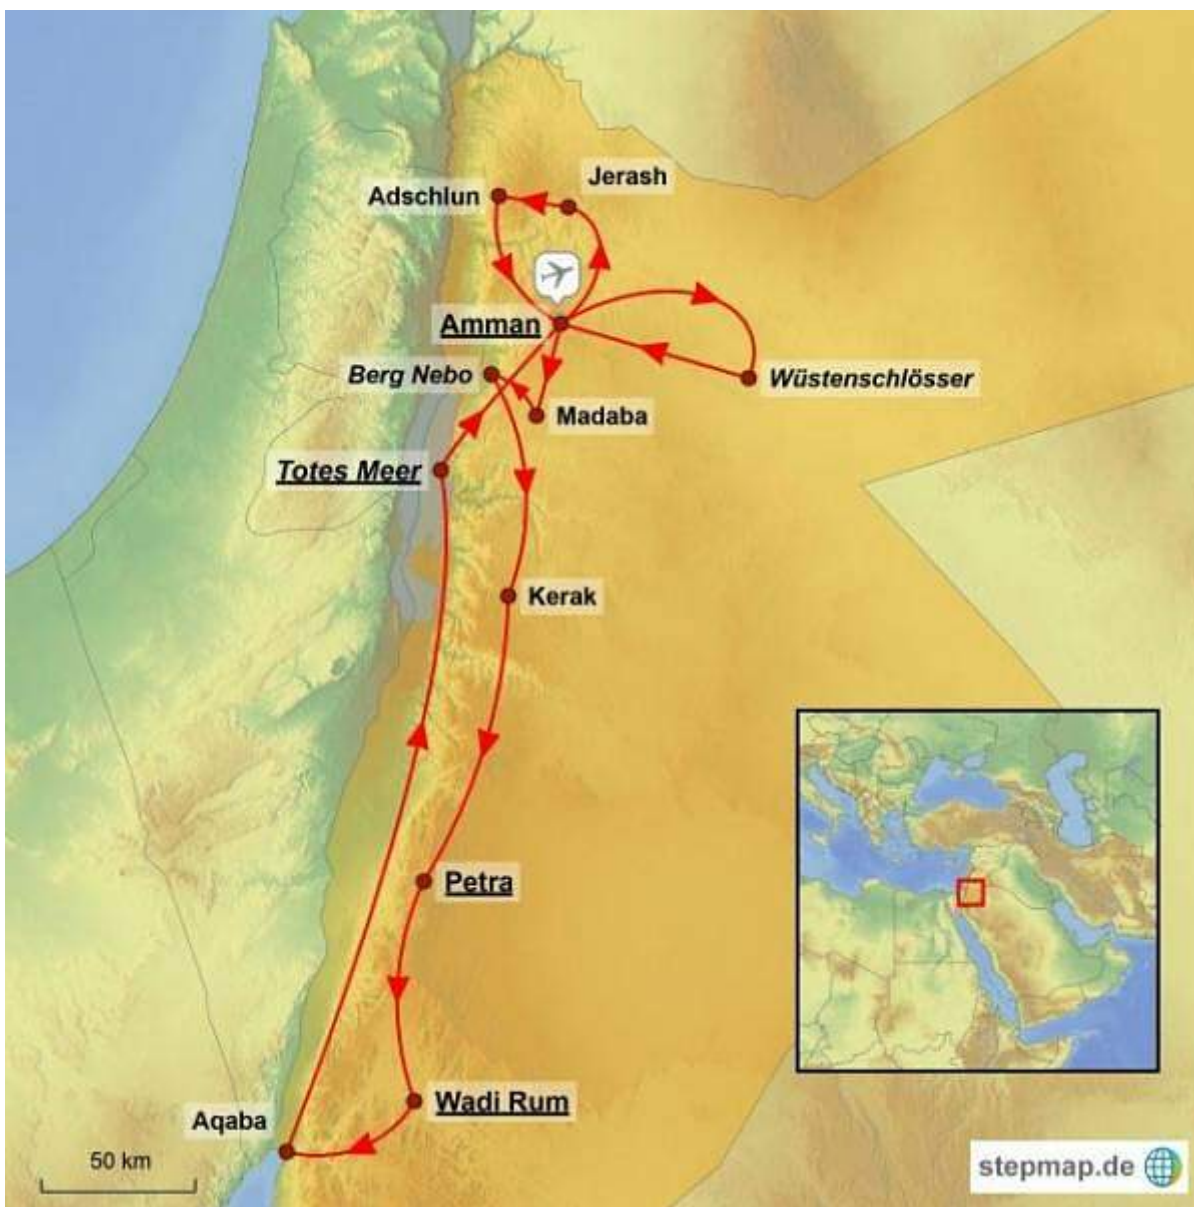 Jerash
Adschlun
Amman
Berg Nebo
Wüstenschlösser
Madaba
Totes Meer
Kerak
Petra
Wadi Rum
Aqaba
50 km
stepmap.de